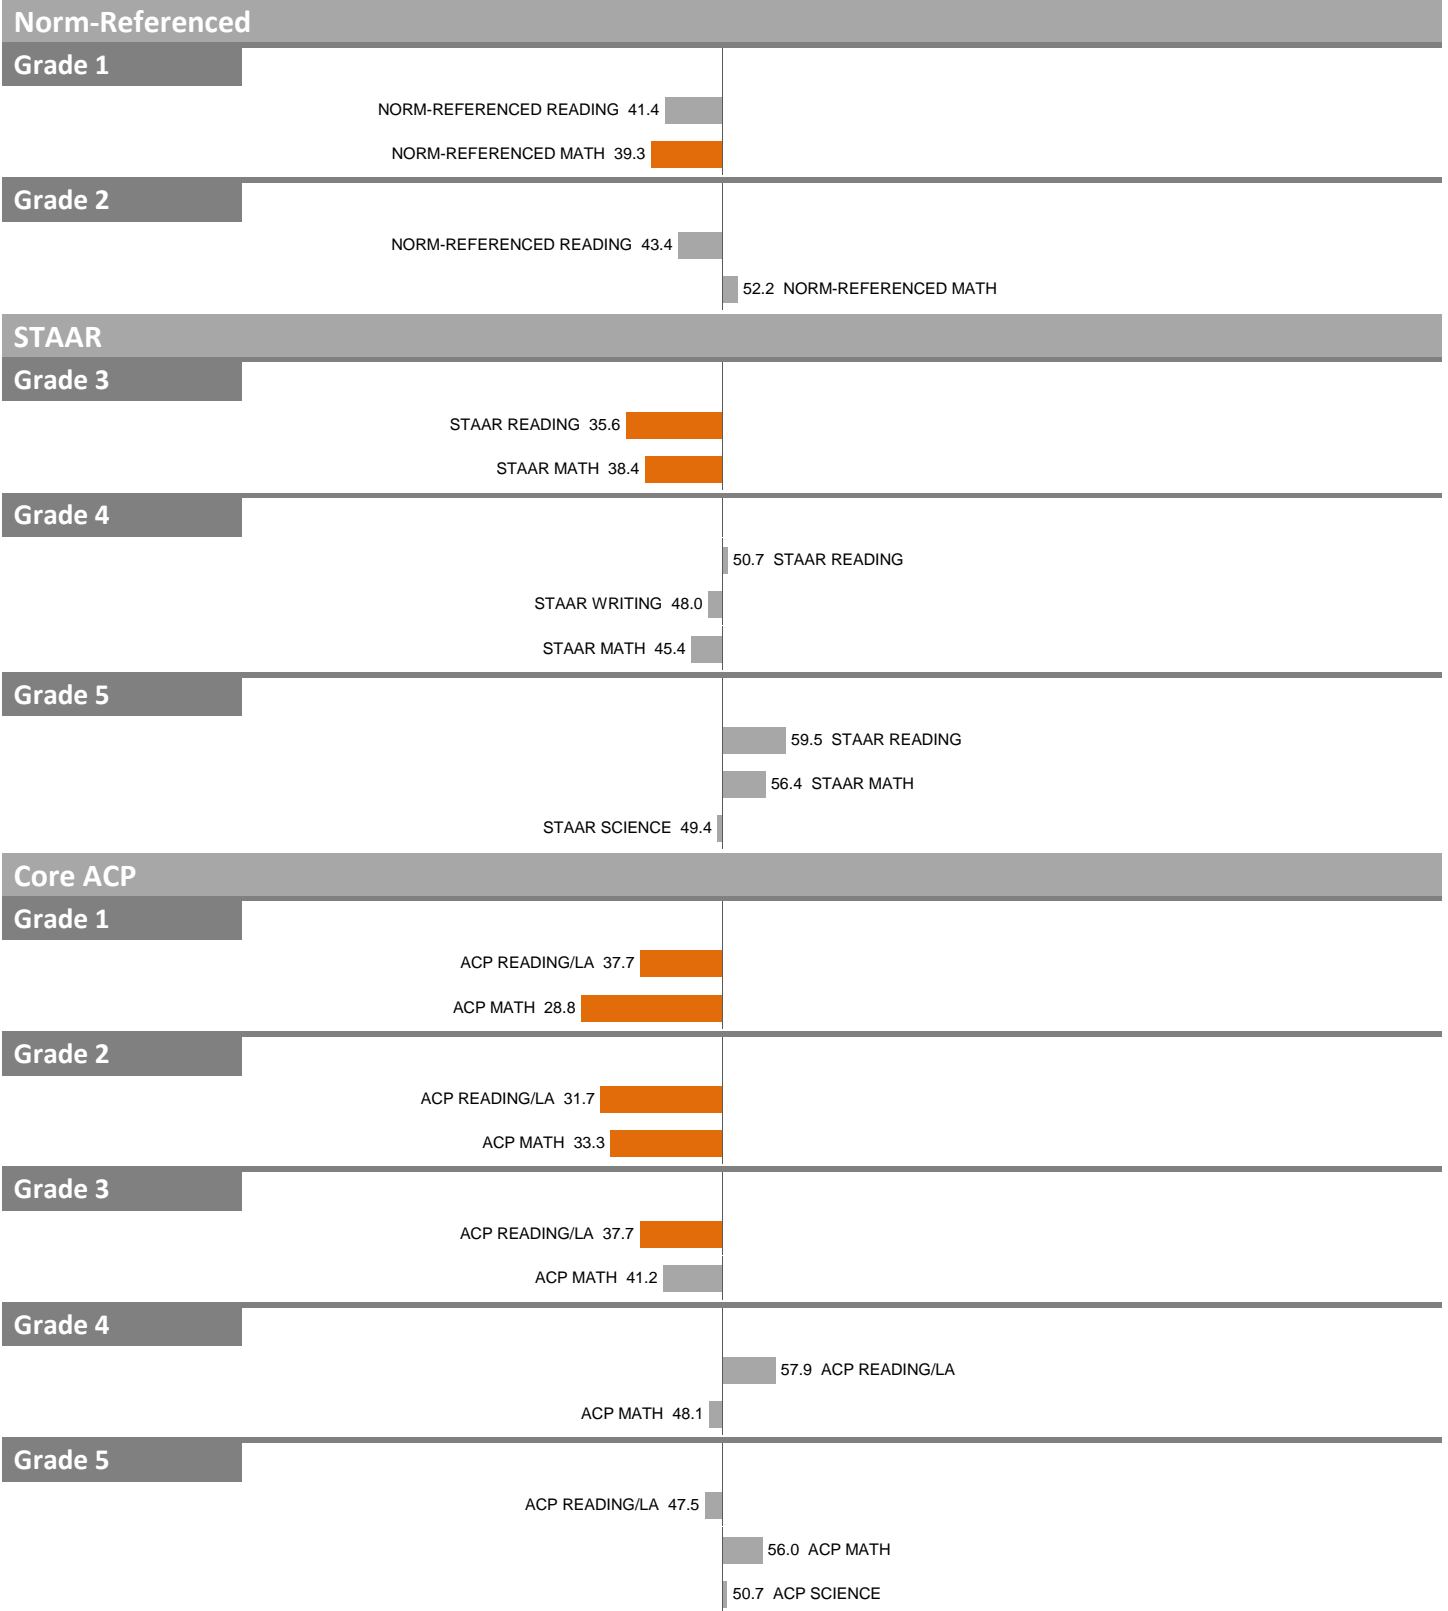 Norm-Referenced
Grade 1
NORM-REFERENCED READING 41.4
NORM-REFERENCED MATH 39.3
Grade 2
NORM-REFERENCED READING 43.4
52.2 NORM-REFERENCED MATH
STAAR
Grade 3
STAAR READING 35.6
STAAR MATH 38.4
Grade 4
50.7 STAAR READING
STAAR WRITING 48.0
STAAR MATH 45.4
Grade 5
59.5 STAAR READING
56.4 STAAR MATH
STAAR SCIENCE 49.4
Core ACP
Grade 1
ACP READING/LA 37.7
ACP MATH 28.8
Grade 2
ACP READING/LA 31.7
ACP MATH 33.3
Grade 3
ACP READING/LA 37.7
ACP MATH 41.2
Grade 4
57.9 ACP READING/LA
ACP MATH 48.1
Grade 5
ACP READING/LA 47.5
56.0 ACP MATH
50.7 ACP SCIENCE